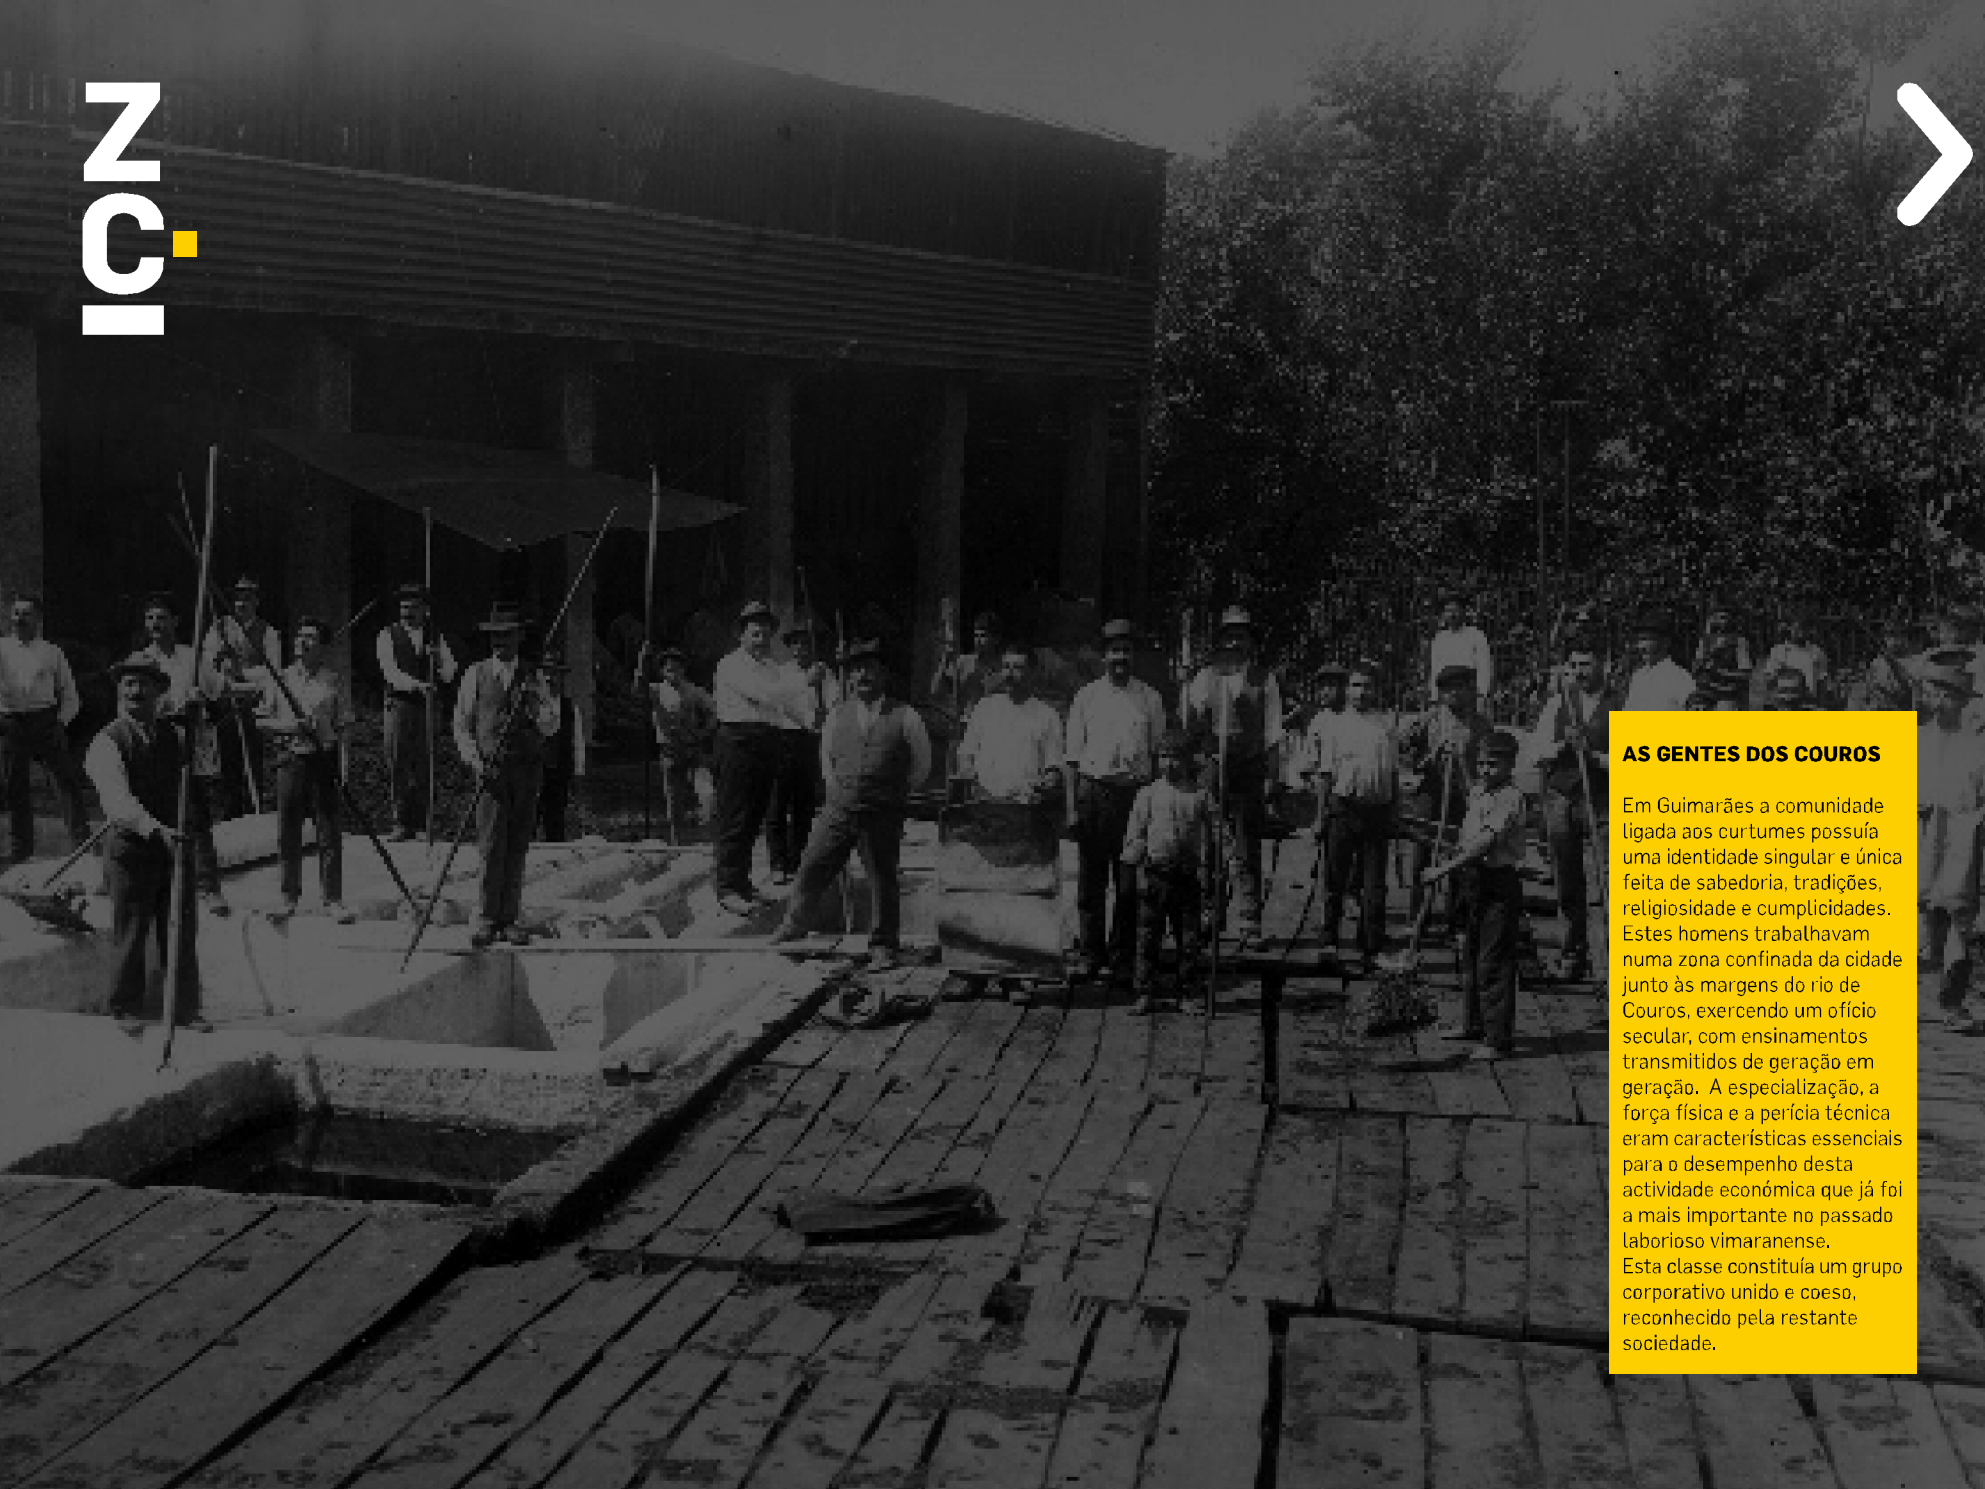 Z
C
AS GENTES DOS COUROS
Em Guimarães a comunidade
ligada aos curtumes possuía
uma identidade singular e única
feita de sabedoria, tradições,
religiosidade e cumplicidades.
Estes homens trabalhavam
numa zona confinada da cidade
junto às margens do rio de
Couros, exercendo um ofício
secular, com ensinamentos
transmitidos de geração em
geração.  A especialização, a
força física e a perícia técnica
eram características essenciais
para o desempenho desta
actividade económica que já foi
a mais importante no passado
laborioso vimaranense.
Esta classe constituía um grupo
corporativo unido e coeso,
reconhecido pela restante
sociedade.